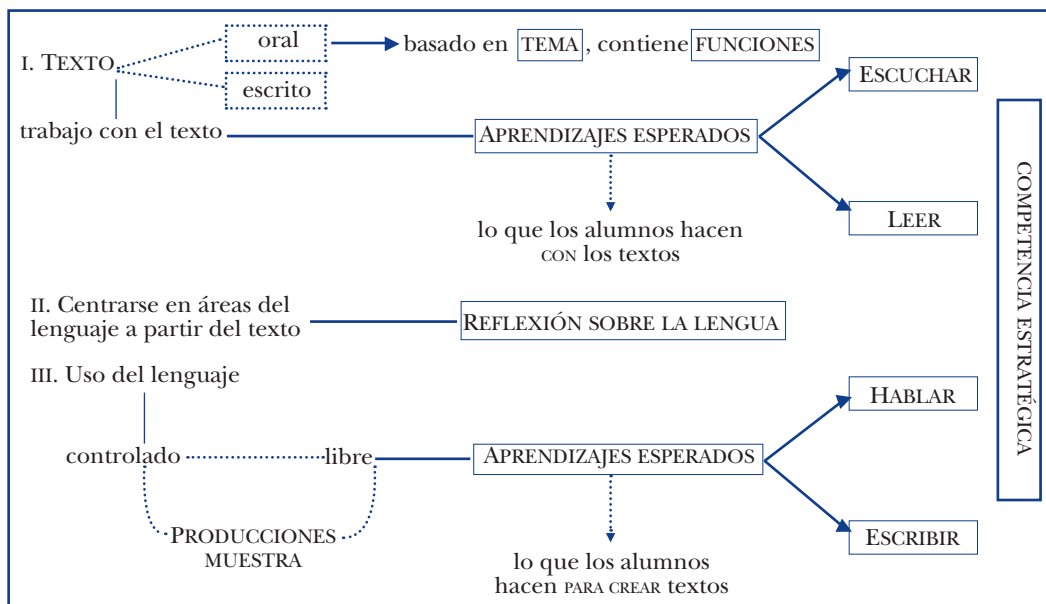 I. TEXTO
oral
escrito
basado en TEMA, contiene FUNCIONES
ESCUCHAR
trabajo con el texto
APRENDIZAJES ESPERADOS
LEER
lo que los alumnos hacen
CON los textos
II. Centrarse en áreas del
lenguaje a partir del texto
REFLEXIÓN SOBRE LA LENGUA
III. Uso del lenguaje
HABLAR
controlado
libre
APRENDIZAJES ESPERADOS
PRODUCCIONES
MUESTRA
ESCRIBIR
lo que los alumnos
hacen PARA CREAR textos
COMPETENCIA ESTRATÉGICA